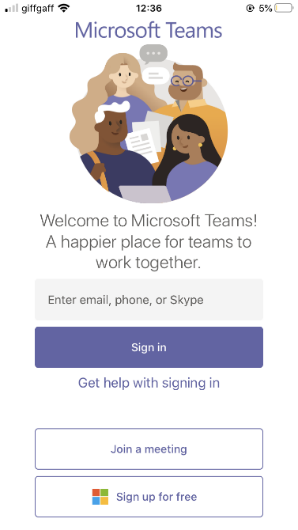 giffgaff 12:36 5%
Microsoft Teams
Welcome to Microsoft Teams!
A happier place for teams to
work together.
Enter email, phone, or Skype
Sign in
Get help with signing in
Join a meeting
Sign up for free